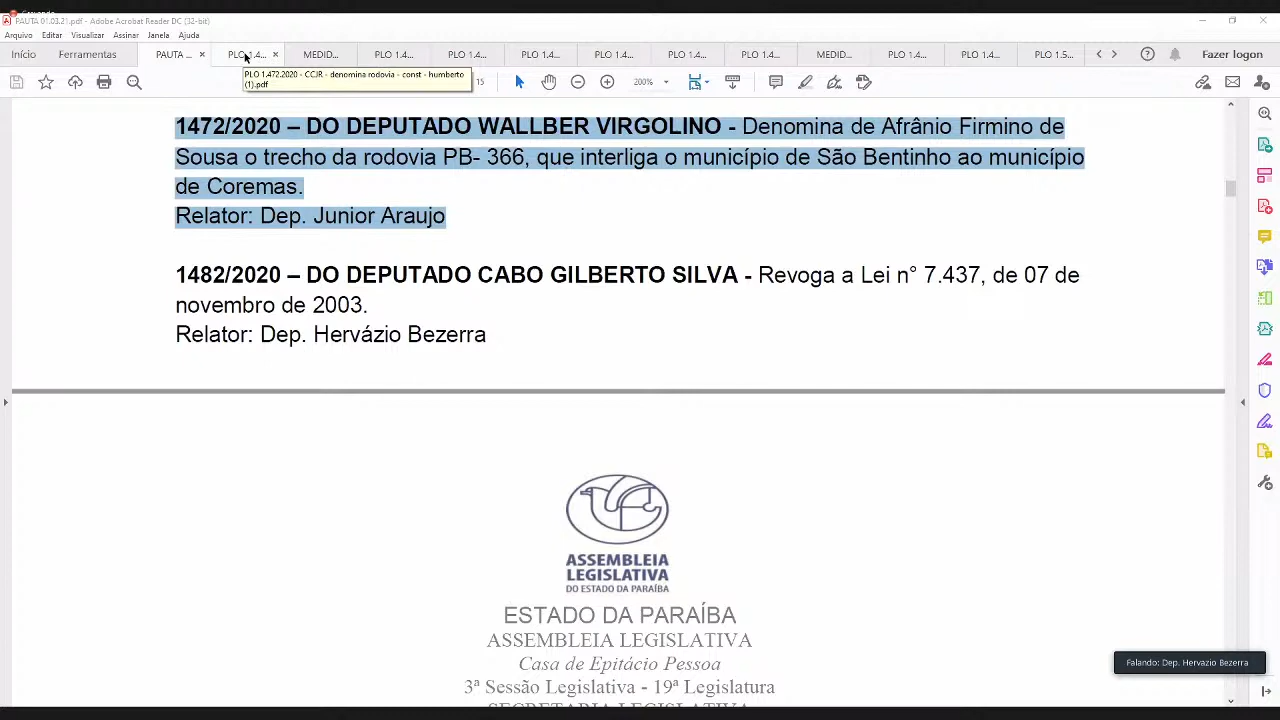 PAUTA 01.03.21.pdf - Adobe Acrobat Reader DC (32-bit)
Arquivo Editar Visualizar Assinar Janela Ajuda
Início Ferramentas PAUTA ... × PLO 1.4... × MEDID... PLO 1.4... PLO 1.4... PLO 1.4... PLO 1.4... PLO 1.4... PLO 1.4... MEDID... PLO 1.4... PLO 1.4... PLO 1.5... Fazer logon
PLO 1.472.2020 - CCJR - denomina rodovia - const - humberto
(1).pdf
15 200%
1472/2020 – DO DEPUTADO WALLBER VIRGOLINO - Denomina de Afrânio Firmino de
Sousa o trecho da rodovia PB- 366, que interliga o município de São Bentinho ao município
de Coremas.
Relator: Dep. Junior Araujo
1482/2020 – DO DEPUTADO CABO GILBERTO SILVA - Revoga a Lei n° 7.437, de 07 de
novembro de 2003.
Relator: Dep. Hervázio Bezerra
ASSEMBLEIA
LEGISLATIVA
DO ESTADO DA PARAÍBA
ESTADO DA PARAÍBA
ASSEMBLEIA LEGISLATIVA
Casa de Epitácio Pessoa
3ª Sessão Legislativa - 19ª Legislatura
SECRETARIA LEGISLATIVA
Falando: Dep. Hervazio Bezerra